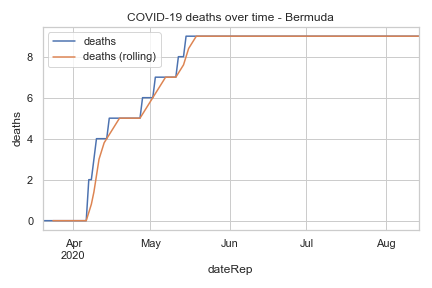 COVID-19 deaths over time - Bermuda
deaths
deaths (rolling)
deaths
8
6
4
2
0
Apr May Jun Jul Aug
2020
dateRep